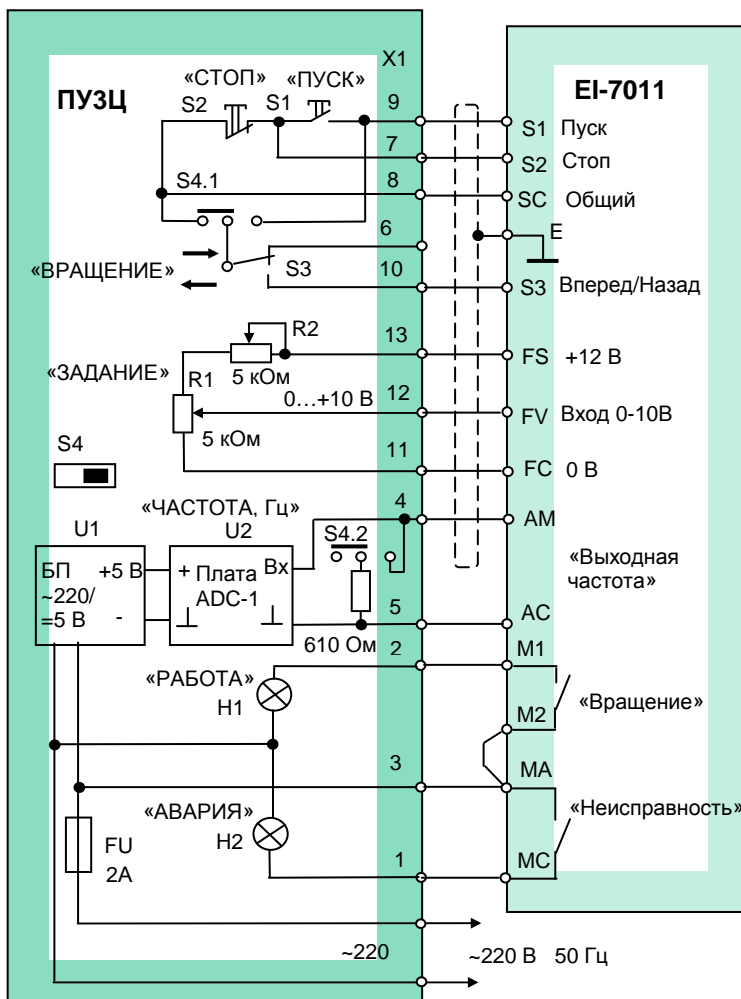 X1
«СТОП» «ПУСК»
ПУ3Ц
EI-7011
S2 S1 9
S1 Пуск
7
S2 Стоп
S4.1 8
SC Общий
6
E
«ВРАЩЕНИЕ»
S3 10
S3 Вперед/Назад
R2 13
FS +12 В
«ЗАДАНИЕ»
R1 5 кОм
0...+10 В 12
FV Вход 0-10В
5 кОм
11
FC 0 В
S4
«ЧАСТОТА, Гц» 4
U1 U2 S4.2
AM
БП +5 В + Плата Вх
~220/ ADC-1
=5 В - ⊥ ⊥
«Выходная
частота»
5 AC
610 Ом
2 M1
«РАБОТА»
H1
«Вращение»
M2
3 MA
«АВАРИЯ»
«Неисправность»
FU H2
2А
1 MC
~220 ~220 В 50 Гц